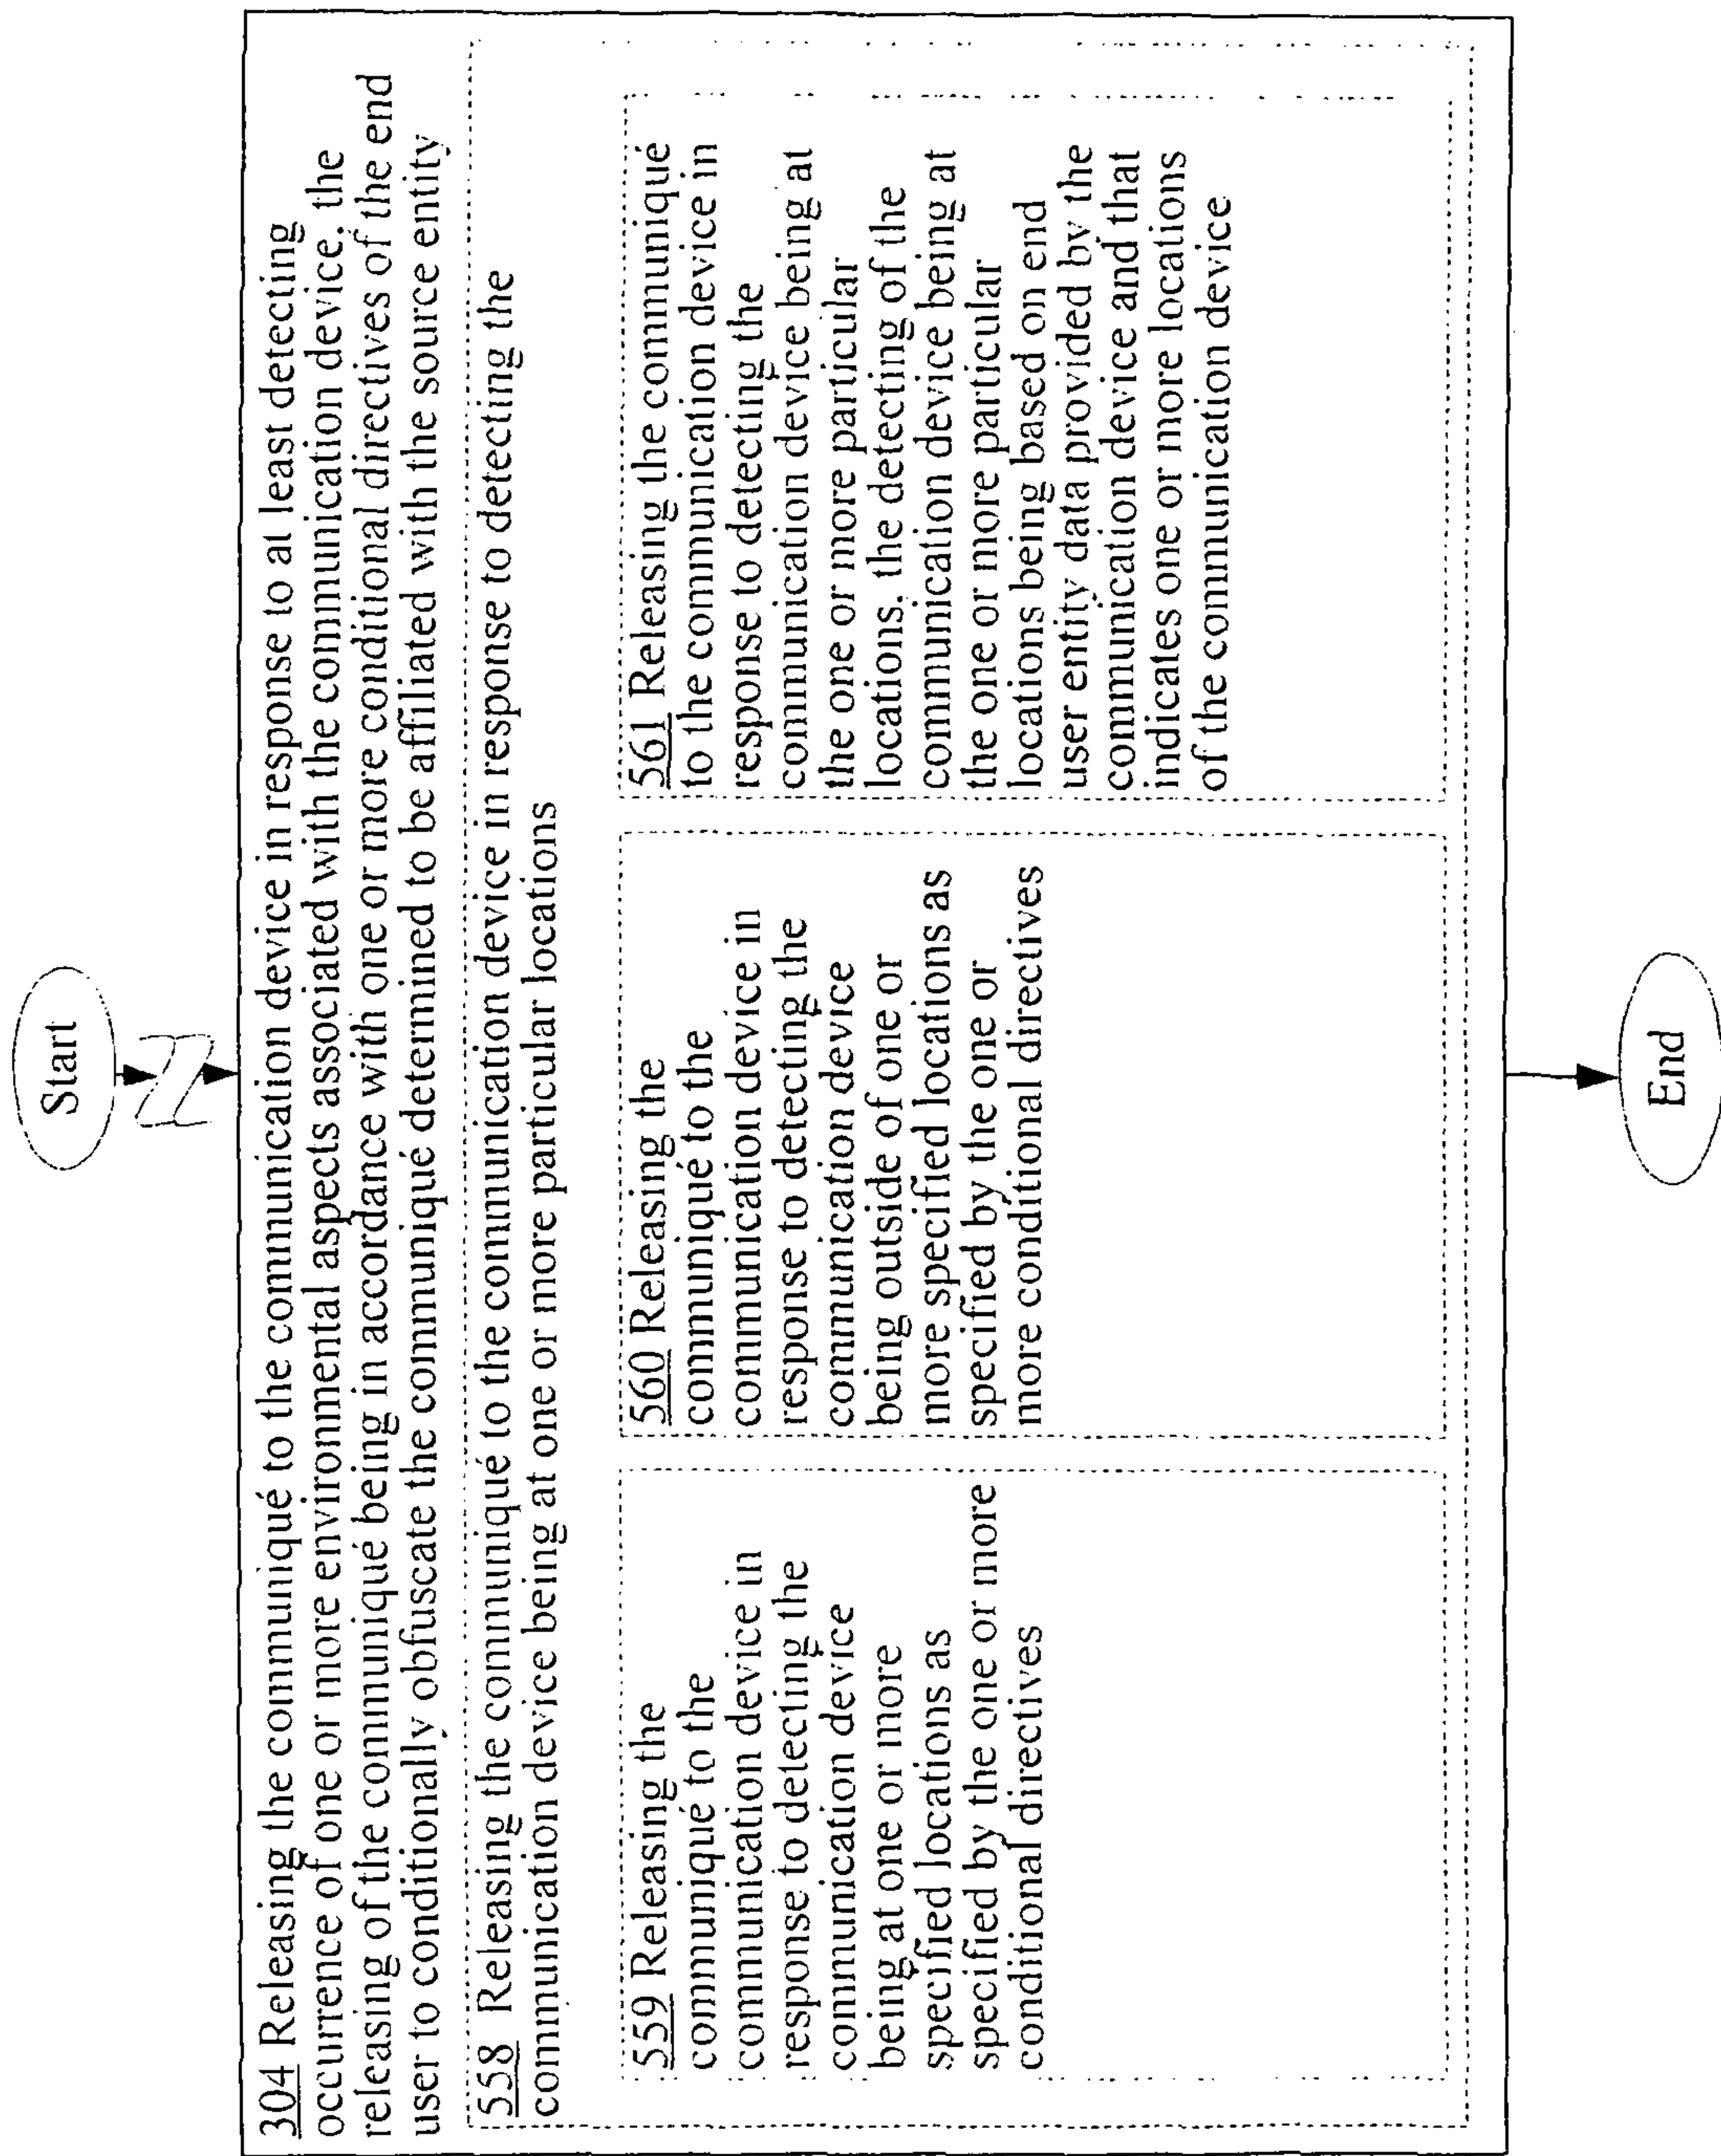 Start
304 Releasing the communiqué to the communication device in response to at least detecting
occurrence of one or more environmental aspects associated with the communication device, the
releasing of the communique being in accordance with one or more conditional directives of the end
user to conditionally obfuscate the communiqué determined to be affiliated with the source entity
558 Releasing the communiqué to the communication device in response to detecting the
communication device being at one or more particular locations
559 Releasing the
communiqué to the
communication device in
response to detecting the
communication device
being at one or more
specified locations as
specified by the one or more
conditional directives
560 Releasing the
communiqué to the
communication device in
response to detecting the
communication device
being outside of one or
more specified locations as
specified by the one or
more conditional directives
561 Releasing the communiqué
to the communication device in
response to detecting the
communication device being at
the one or more particular
locations, the detecting of the
communication device being at
the one or more particular
locations being based on end
user entity data provided by the
communication device and that
indicates one or more locations
of the communication device
End